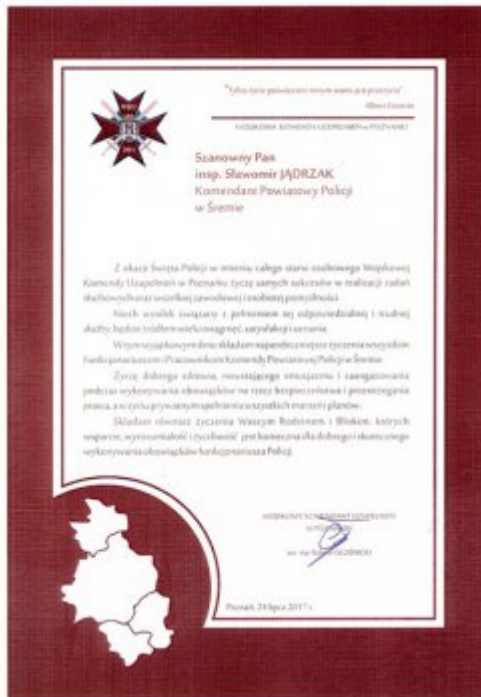 "Tylko życie poświęcone innym warte jest przeżycia"
Albert Einstein
WOJSKOWA KOMENDA UZUPEŁNIEŃ w POZNANIU
Szanowny Pan
insp. Sławomir JĄDRZAK
Komendant Powiatowy Policji
w Śremie
Z okazji Święta Policji w imieniu całego stanu osobowego Wojskowej
Komendy Uzupełnień w Poznaniu życzę samych sukcesów w realizacji zadań
służbowych oraz wszelkiej zawodowej i osobistej pomyślności.
Niech wysiłek związany z pełnieniem tej odpowiedzialnej i trudnej
służby, będzie źródłem wielu osiągnięć, satysfakcji i uznania.
W tym wyjątkowym dniu składam najserdeczniejsze życzenia wszystkim
Funkcjonariuszom i Pracownikom Komendy Powiatowej Policji w Śremie
Życzę dobrego zdrowia, niewyczerpanego entuzjazmu i zaangażowania
podczas wykonywania obowiązków na rzecz bezpieczeństwa i przestrzegania
prawa, a w życiu prywatnym spełnienia wszystkich marzeń i planów.
Składam również życzenia Waszym Rodzinom i Bliskim, których
wsparcie, wyrozumiałość i życzliwość jest konieczna dla dobrego i skutecznego
wykonywania obowiązków funkcjonariusza Policji.
WOJSKOWY KOMENDANT UZUPEŁNIEŃ
Poznań, 24 lipca 2017 r.